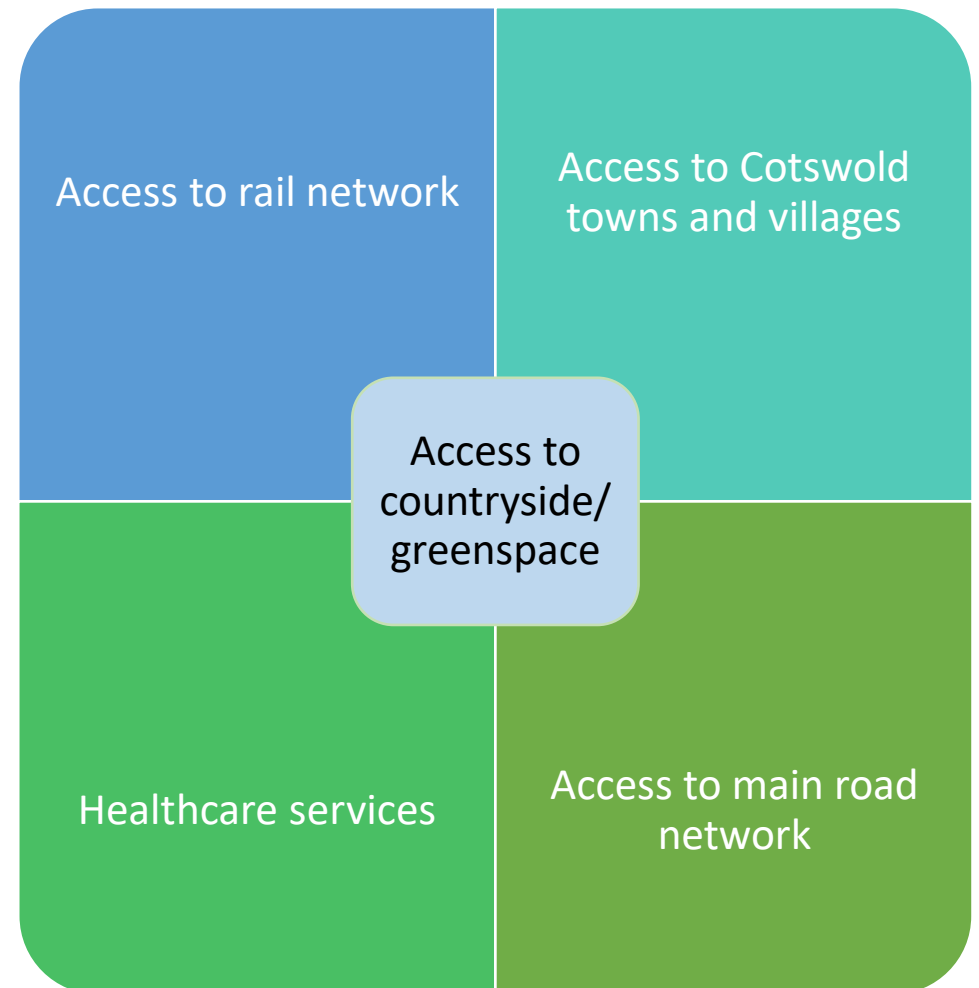 Access to rail network
Access to Cotswold
towns and villages
Access to
countryside/
greenspace
Healthcare services
Access to main road
network